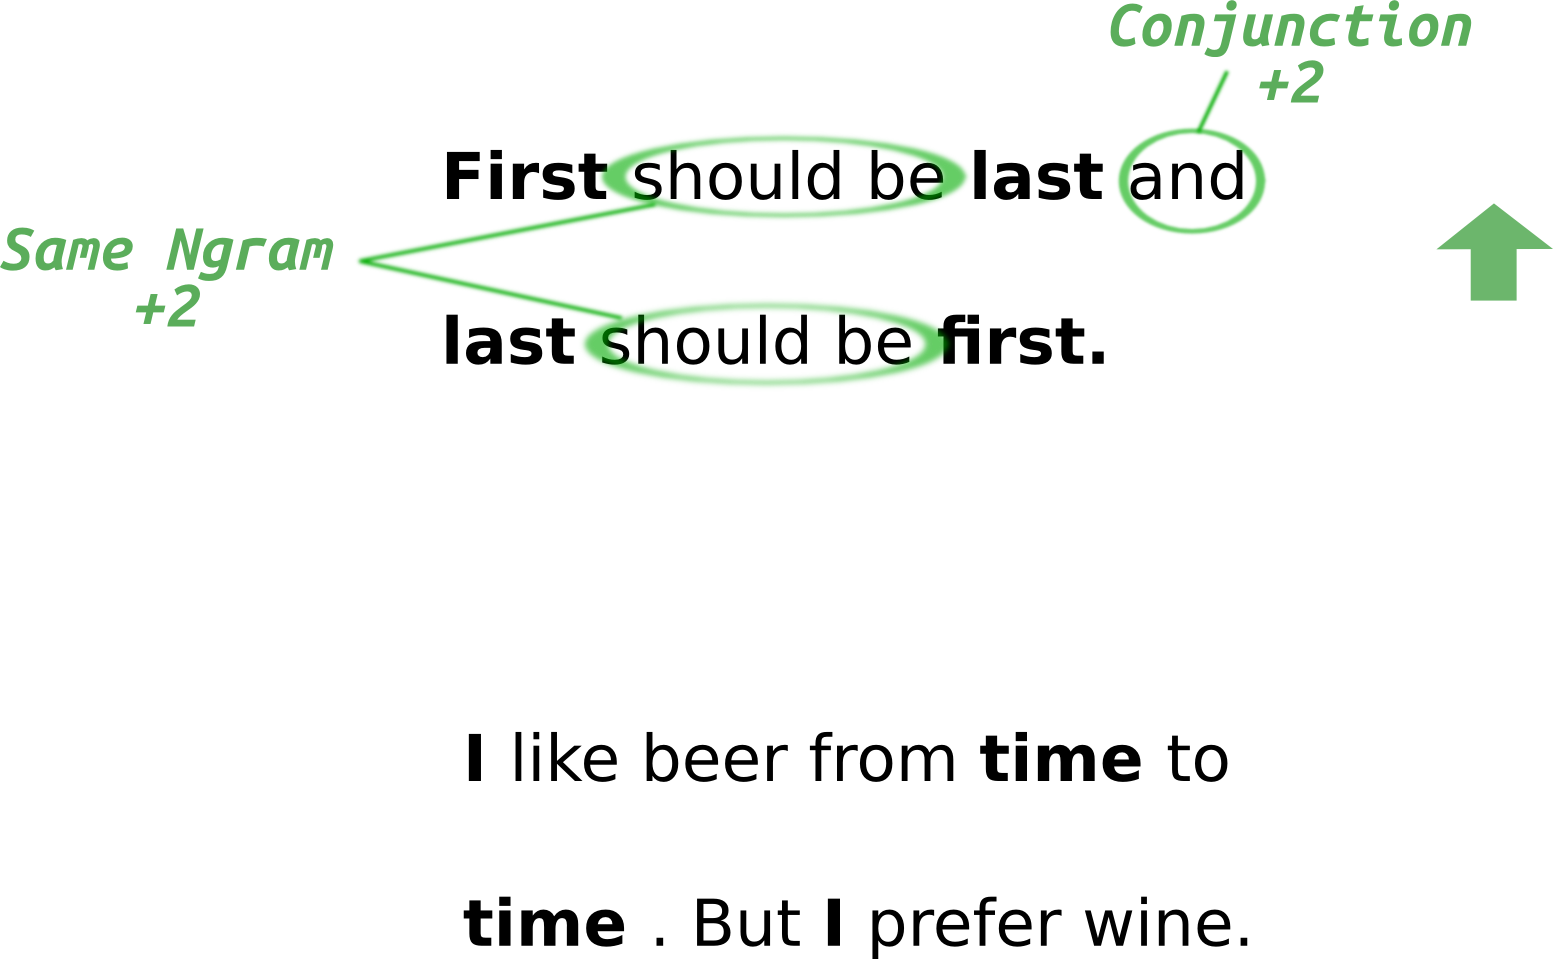 Conjunction
+2
First should be last and
Same Ngram
+2
last should be first.
I like beer from time to
time . But I prefer wine.